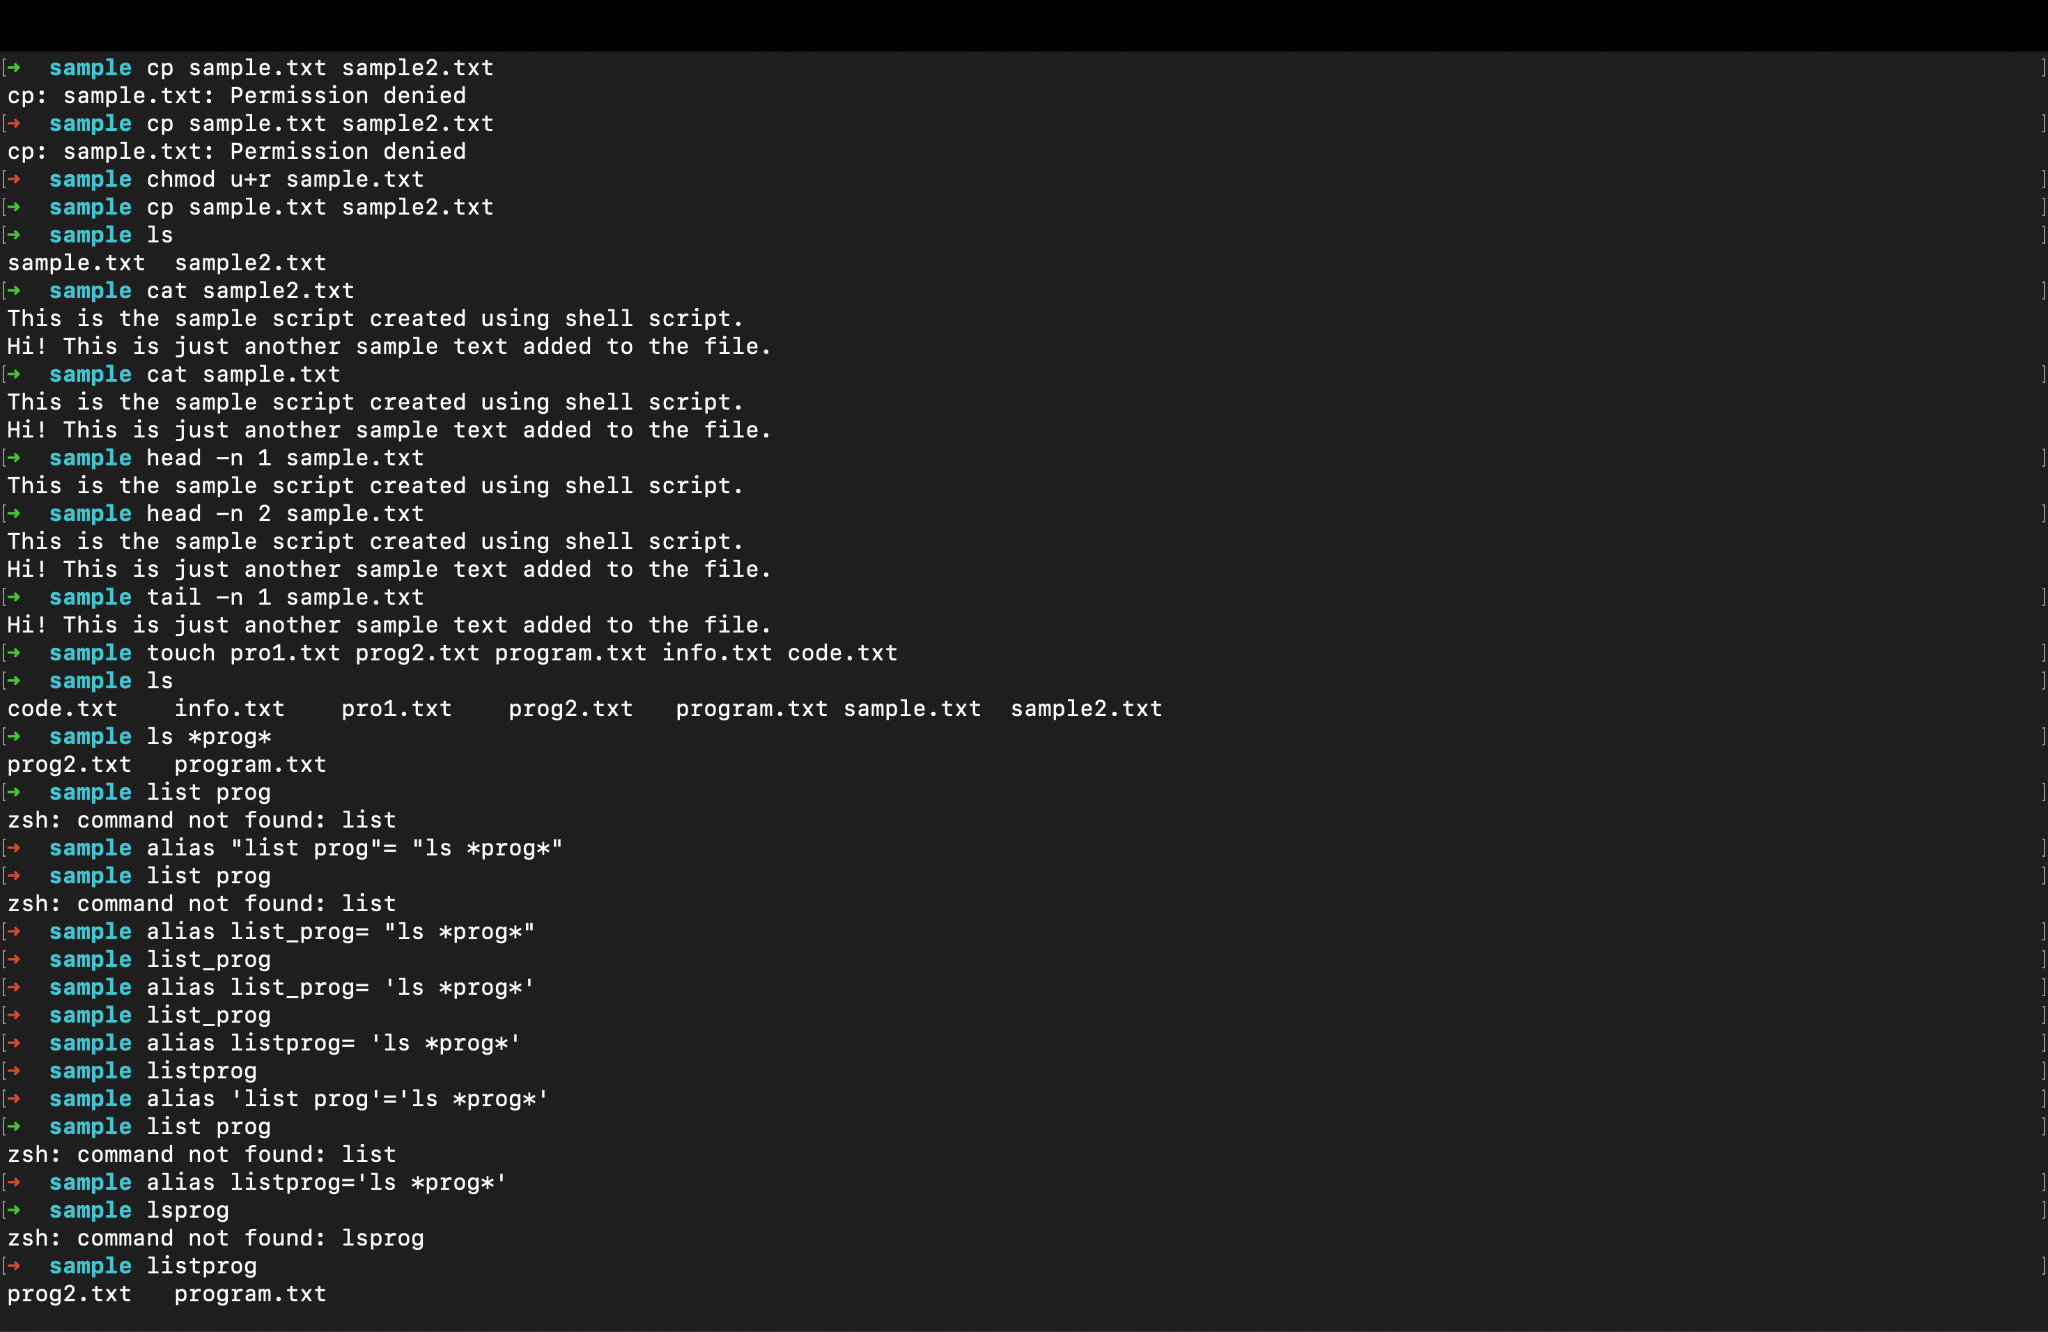 [➜  sample cp sample.txt sample2.txt ]
cp: sample.txt: Permission denied
[➜  sample cp sample.txt sample2.txt ]
cp: sample.txt: Permission denied
[➜  sample chmod u+r sample.txt ]
[➜  sample cp sample.txt sample2.txt ]
[➜  sample ls ]
sample.txt  sample2.txt
[➜  sample cat sample2.txt ]
This is the sample script created using shell script.
Hi! This is just another sample text added to the file.
[➜  sample cat sample.txt ]
This is the sample script created using shell script.
Hi! This is just another sample text added to the file.
[➜  sample head -n 1 sample.txt ]
This is the sample script created using shell script.
[➜  sample head -n 2 sample.txt ]
This is the sample script created using shell script.
Hi! This is just another sample text added to the file.
[➜  sample tail -n 1 sample.txt ]
Hi! This is just another sample text added to the file.
[➜  sample touch pro1.txt prog2.txt program.txt info.txt code.txt ]
[➜  sample ls ]
code.txt    info.txt    pro1.txt    prog2.txt   program.txt sample.txt  sample2.txt
[➜  sample ls *prog* ]
prog2.txt   program.txt
[➜  sample list prog ]
zsh: command not found: list
[➜  sample alias "list prog"= "ls *prog*" ]
[➜  sample list prog ]
zsh: command not found: list
[➜  sample alias list_prog= "ls *prog*" ]
[➜  sample list_prog ]
[➜  sample alias list_prog= 'ls *prog*' ]
[➜  sample list_prog ]
[➜  sample alias listprog= 'ls *prog*' ]
[➜  sample listprog ]
[➜  sample alias 'list prog'='ls *prog*' ]
[➜  sample list prog ]
zsh: command not found: list
[➜  sample alias listprog='ls *prog*' ]
[➜  sample lsprog ]
zsh: command not found: lsprog
[➜  sample listprog ]
prog2.txt   program.txt